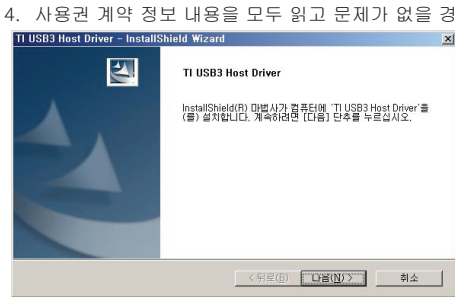 4. 사용권 계약 정보 내용을 모두 읽고 문제가 없을 경
TI USB3 Host Driver - InstallShield Wizard
TI USB3 Host Driver
InstallShield(R) 마법사가 컴퓨터에 'TI USB3 Host Driver'을
(를) 설치합니다. 계속하려면 [다음] 단추를 누르십시오.
< 뒤로(B) 다음(N) > 취소